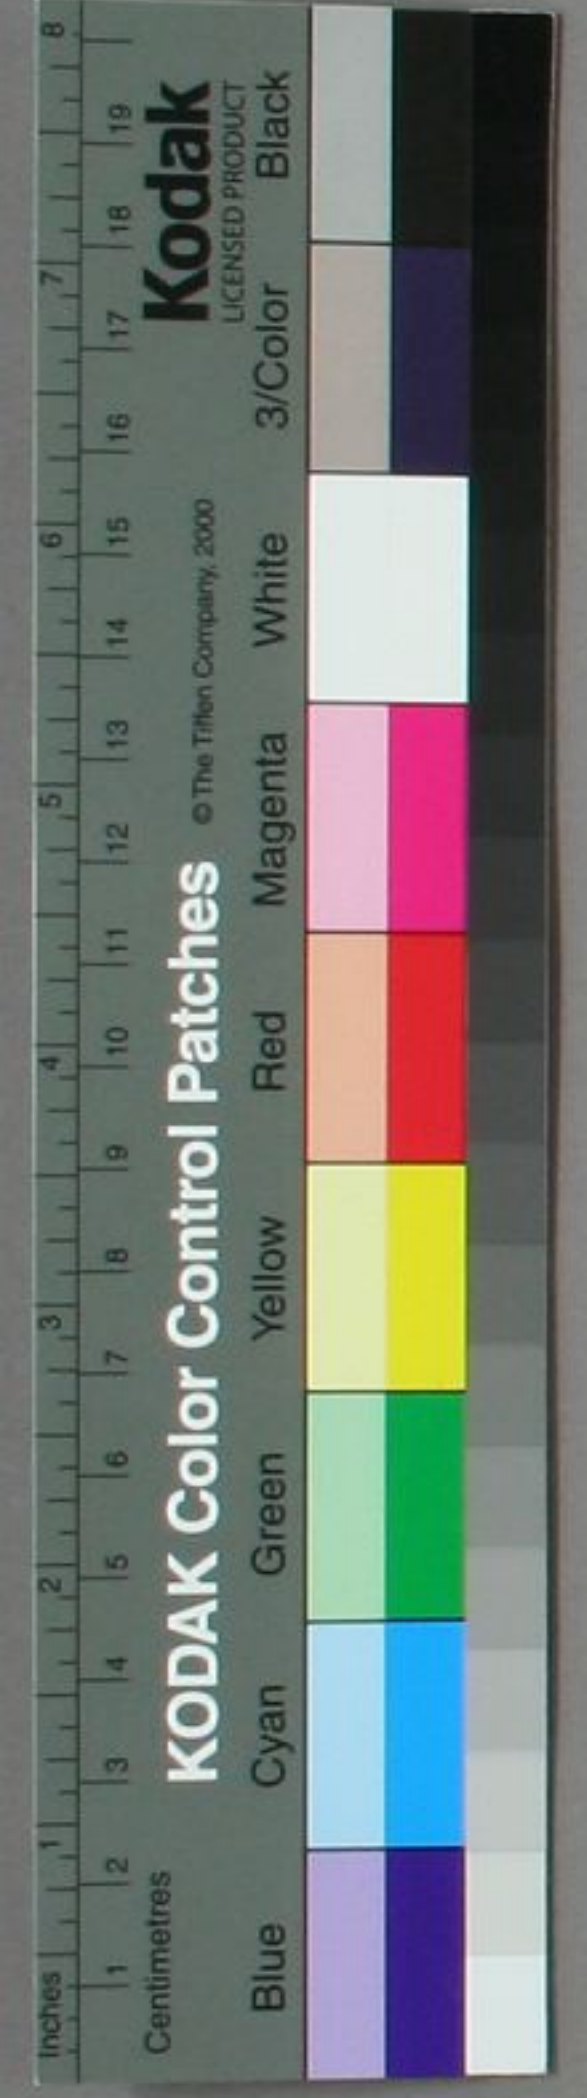 Inches 1 2 3 4 5 6 7 8
1 2 3 4 5 6 7 8 9 10 11 12 13 14 15 16 17 18 19
Centimetres
KODAK Color Control Patches © The Tiffen Company, 2000 Kodak
LICENSED PRODUCT
Blue Cyan Green Yellow Red Magenta White 3/Color Black